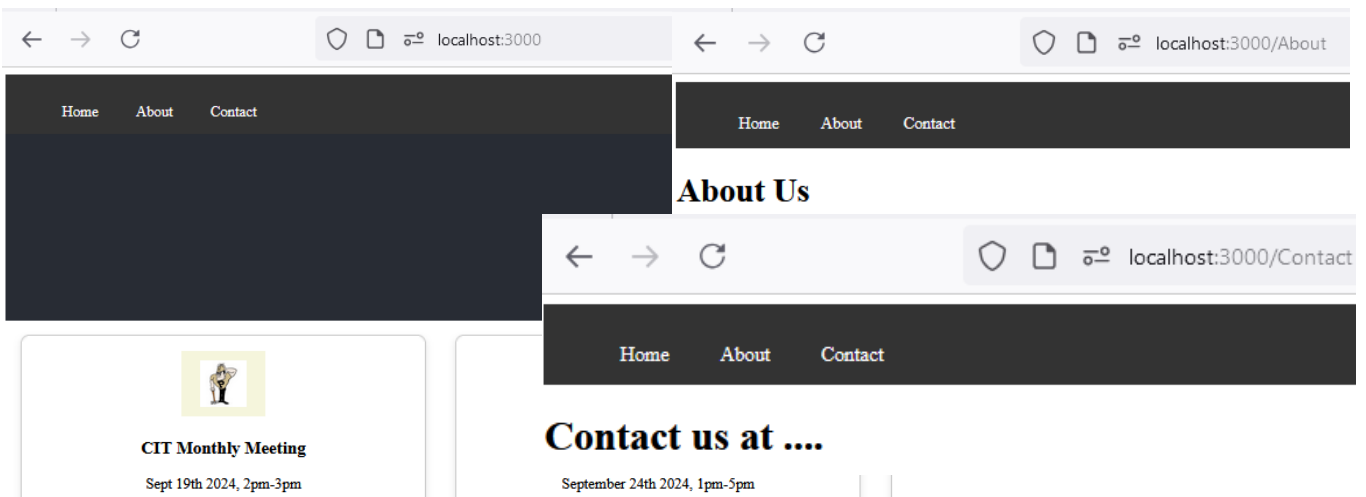 localhost:3000
Home About Contact
CIT Monthly Meeting
Sept 19th 2024, 2pm-3pm
localhost:3000/About
Home About Contact
About Us
localhost:3000/Contact
Home About Contact
Contact us at ....
September 24th 2024, 1pm-5pm